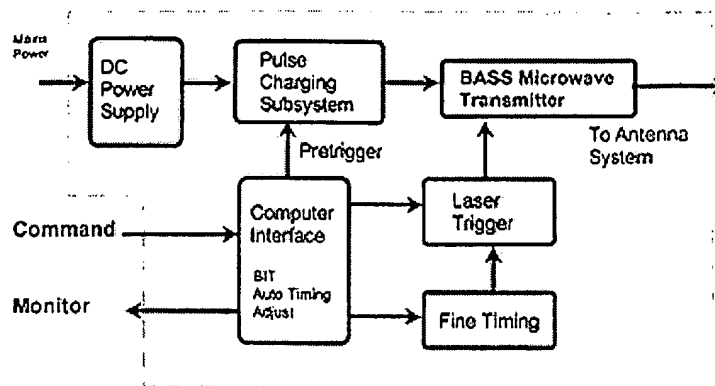 Mains
Power
DC
Power
Supply
Pulse
Charging
Subsystem
BASS Microwave
Transmitter
To Antenna
System
Pretrigger
Command
Computer
Interface
BIT
Auto Timing
Adjust
Laser
Trigger
Monitor
Fine Timing